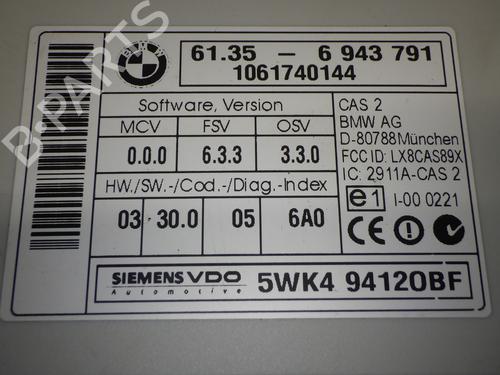 BMW
61.35 - 6 943 791
1061740144
Software, Version
MCV FSV OSV
0.0.0 6.3.3 3.3.0
HW./SW.-/Cod.-/Diag.-Index
03 30.0 05 6A0
CAS 2
BMW AG
D-80788München
FCC ID: LX8CAS89X
IC: 2911A-CAS 2
e1 I-00 0221
CE
SIEMENS VDO
Automotive
5WK4 94120BF
B-PARTS